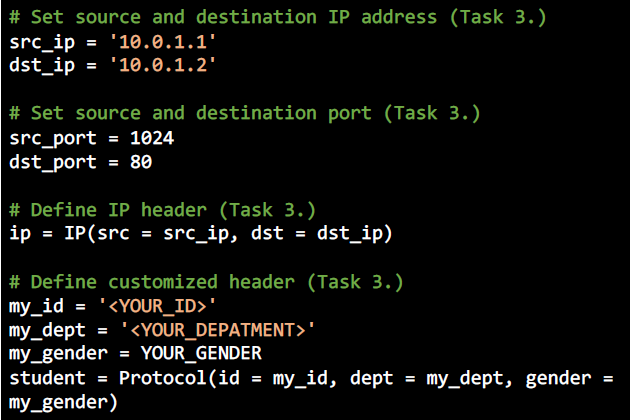 # Set source and destination IP address (Task 3.)
src_ip = '10.0.1.1'
dst_ip = '10.0.1.2'
# Set source and destination port (Task 3.)
src_port = 1024
dst_port = 80
# Define IP header (Task 3.)
ip = IP(src = src_ip, dst = dst_ip)
# Define customized header (Task 3.)
my_id = '<YOUR_ID>'
my_dept = '<YOUR_DEPATMENT>'
my_gender = YOUR_GENDER
student = Protocol(id = my_id, dept = my_dept, gender =
my_gender)